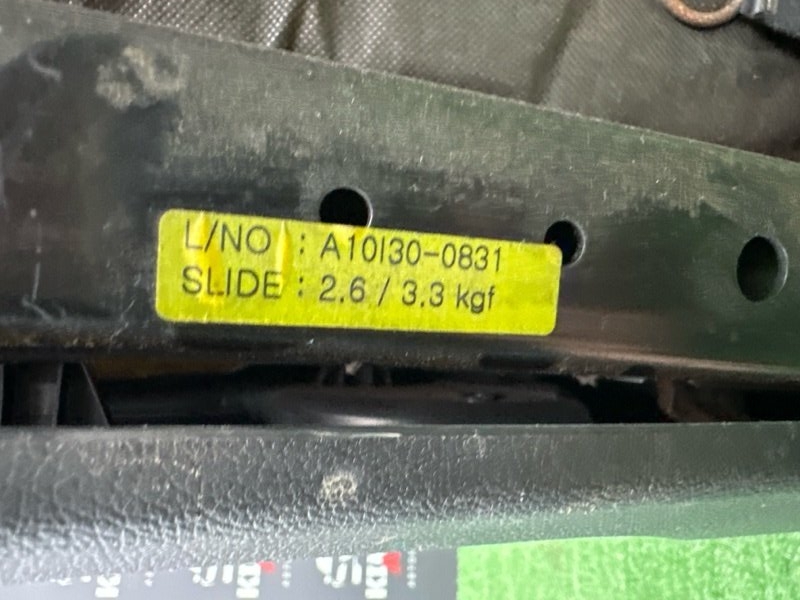 L/NO : A10I30-0831
SLIDE : 2.6 / 3.3 kgf